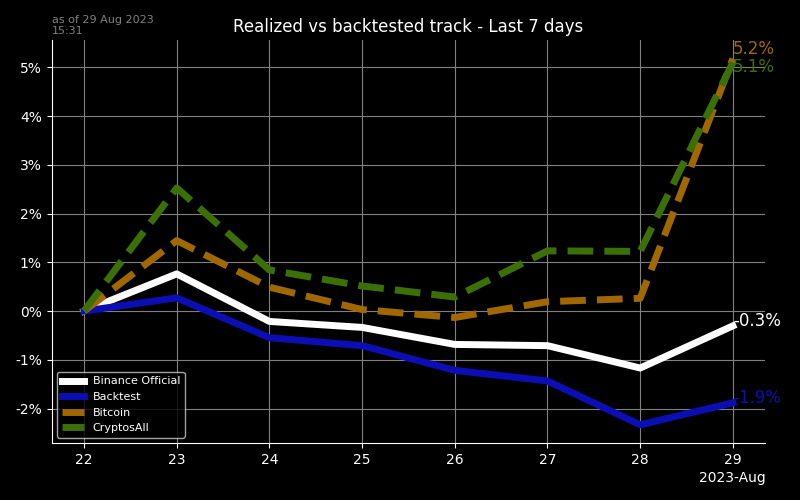 as of 29 Aug 2023
15:31
Realized vs backtested track - Last 7 days
5.2%
5.1%
5%
4%
3%
2%
1%
0%
-1%
-2%
-0.3%
-1.9%
Binance Official
Backtest
Bitcoin
CryptosAll
22 23 24 25 26 27 28 29
2023-Aug